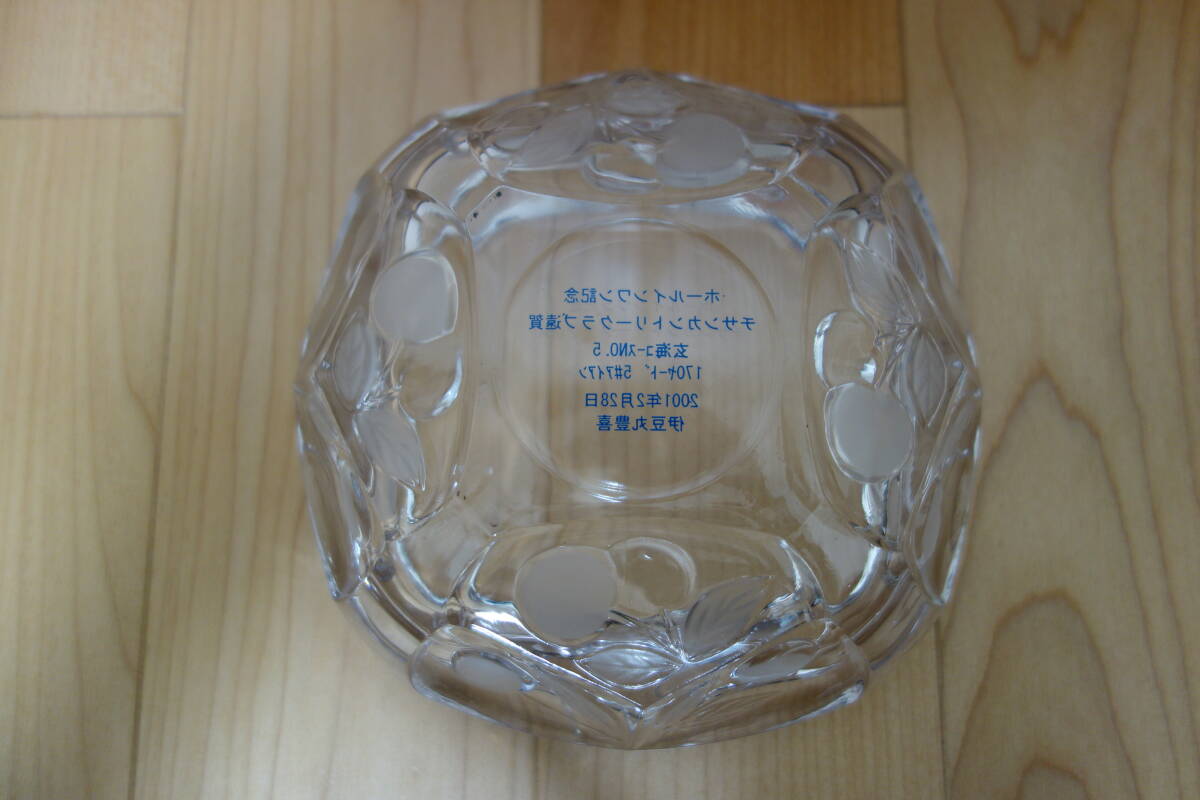 ホールインワン記念
チサンカントリークラブ遠賀
玄海ｺｰｽNO.5
170ﾔｰﾄﾞ 5#ｱｲｱﾝ
2001年2月28日
伊豆丸豊喜